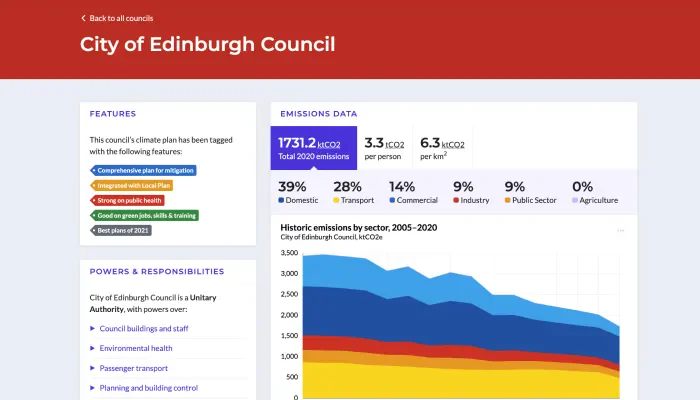 Back to all councils
City of Edinburgh Council
FEATURES
This council's climate plan has been tagged
with the following features:
Comprehensive plan for mitigation
Integrated with Local Plan
Strong on public health
Good on green jobs, skills & training
Best plans of 2021
POWERS & RESPONSIBILITIES
City of Edinburgh Council is a Unitary
Authority, with powers over:
Council buildings and staff
Environmental health
Passenger transport
Planning and building control
EMISSIONS DATA
1731.2 ktCO2
Total 2020 emissions
3.3 tCO2
per person
6.3 ktCO2
per km²
39%
Domestic
28%
Transport
14%
Commercial
9%
Industry
9%
Public Sector
0%
Agriculture
Historic emissions by sector, 2005–2020
City of Edinburgh Council, ktCO2e
3,500
3,000
2,500
2,000
1,500
1,000
500
0